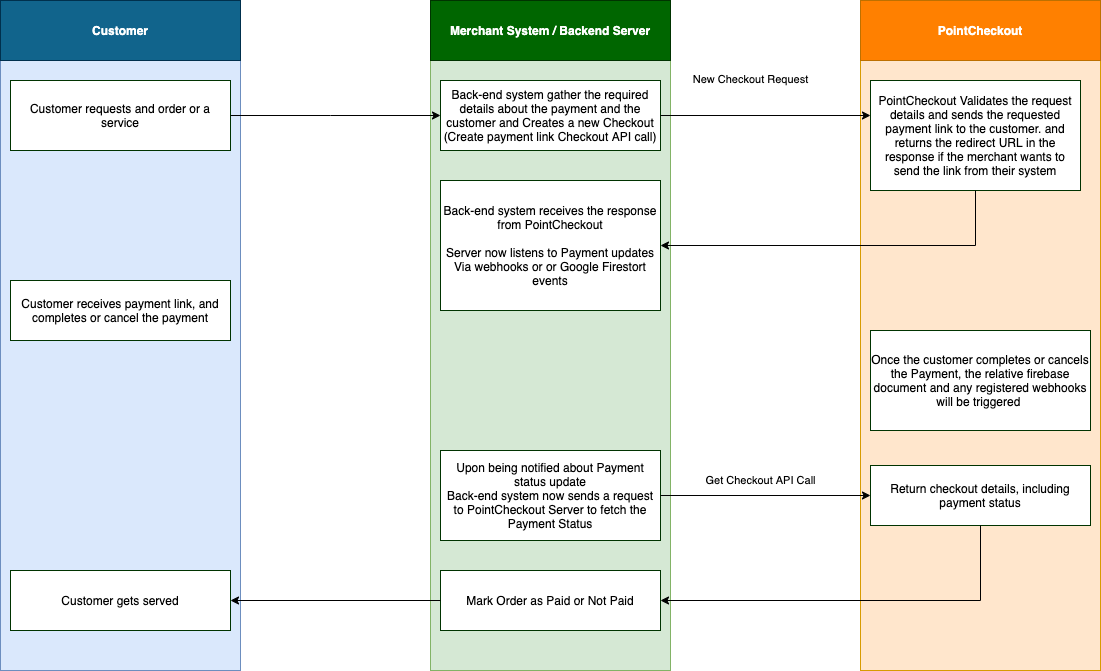 Customer
Merchant System / Backend Server
PointCheckout
Customer requests and order or a
service
Back-end system gather the required
details about the payment and the
customer and Creates a new Checkout
(Create payment link Checkout API call)
New Checkout Request
PointCheckout Validates the request
details and sends the requested
payment link to the customer. and
returns the redirect URL in the
response if the merchant wants to
send the link from their system
Back-end system receives the response
from PointCheckout
Server now listens to Payment updates
Via webhooks or or Google Firestort
events
Customer receives payment link, and
completes or cancel the payment
Once the customer completes or cancels
the Payment, the relative firebase
document and any registered webhooks
will be triggered
Upon being notified about Payment
status update
Back-end system now sends a request
to PointCheckout Server to fetch the
Payment Status
Get Checkout API Call
Return checkout details, including
payment status
Customer gets served
Mark Order as Paid or Not Paid